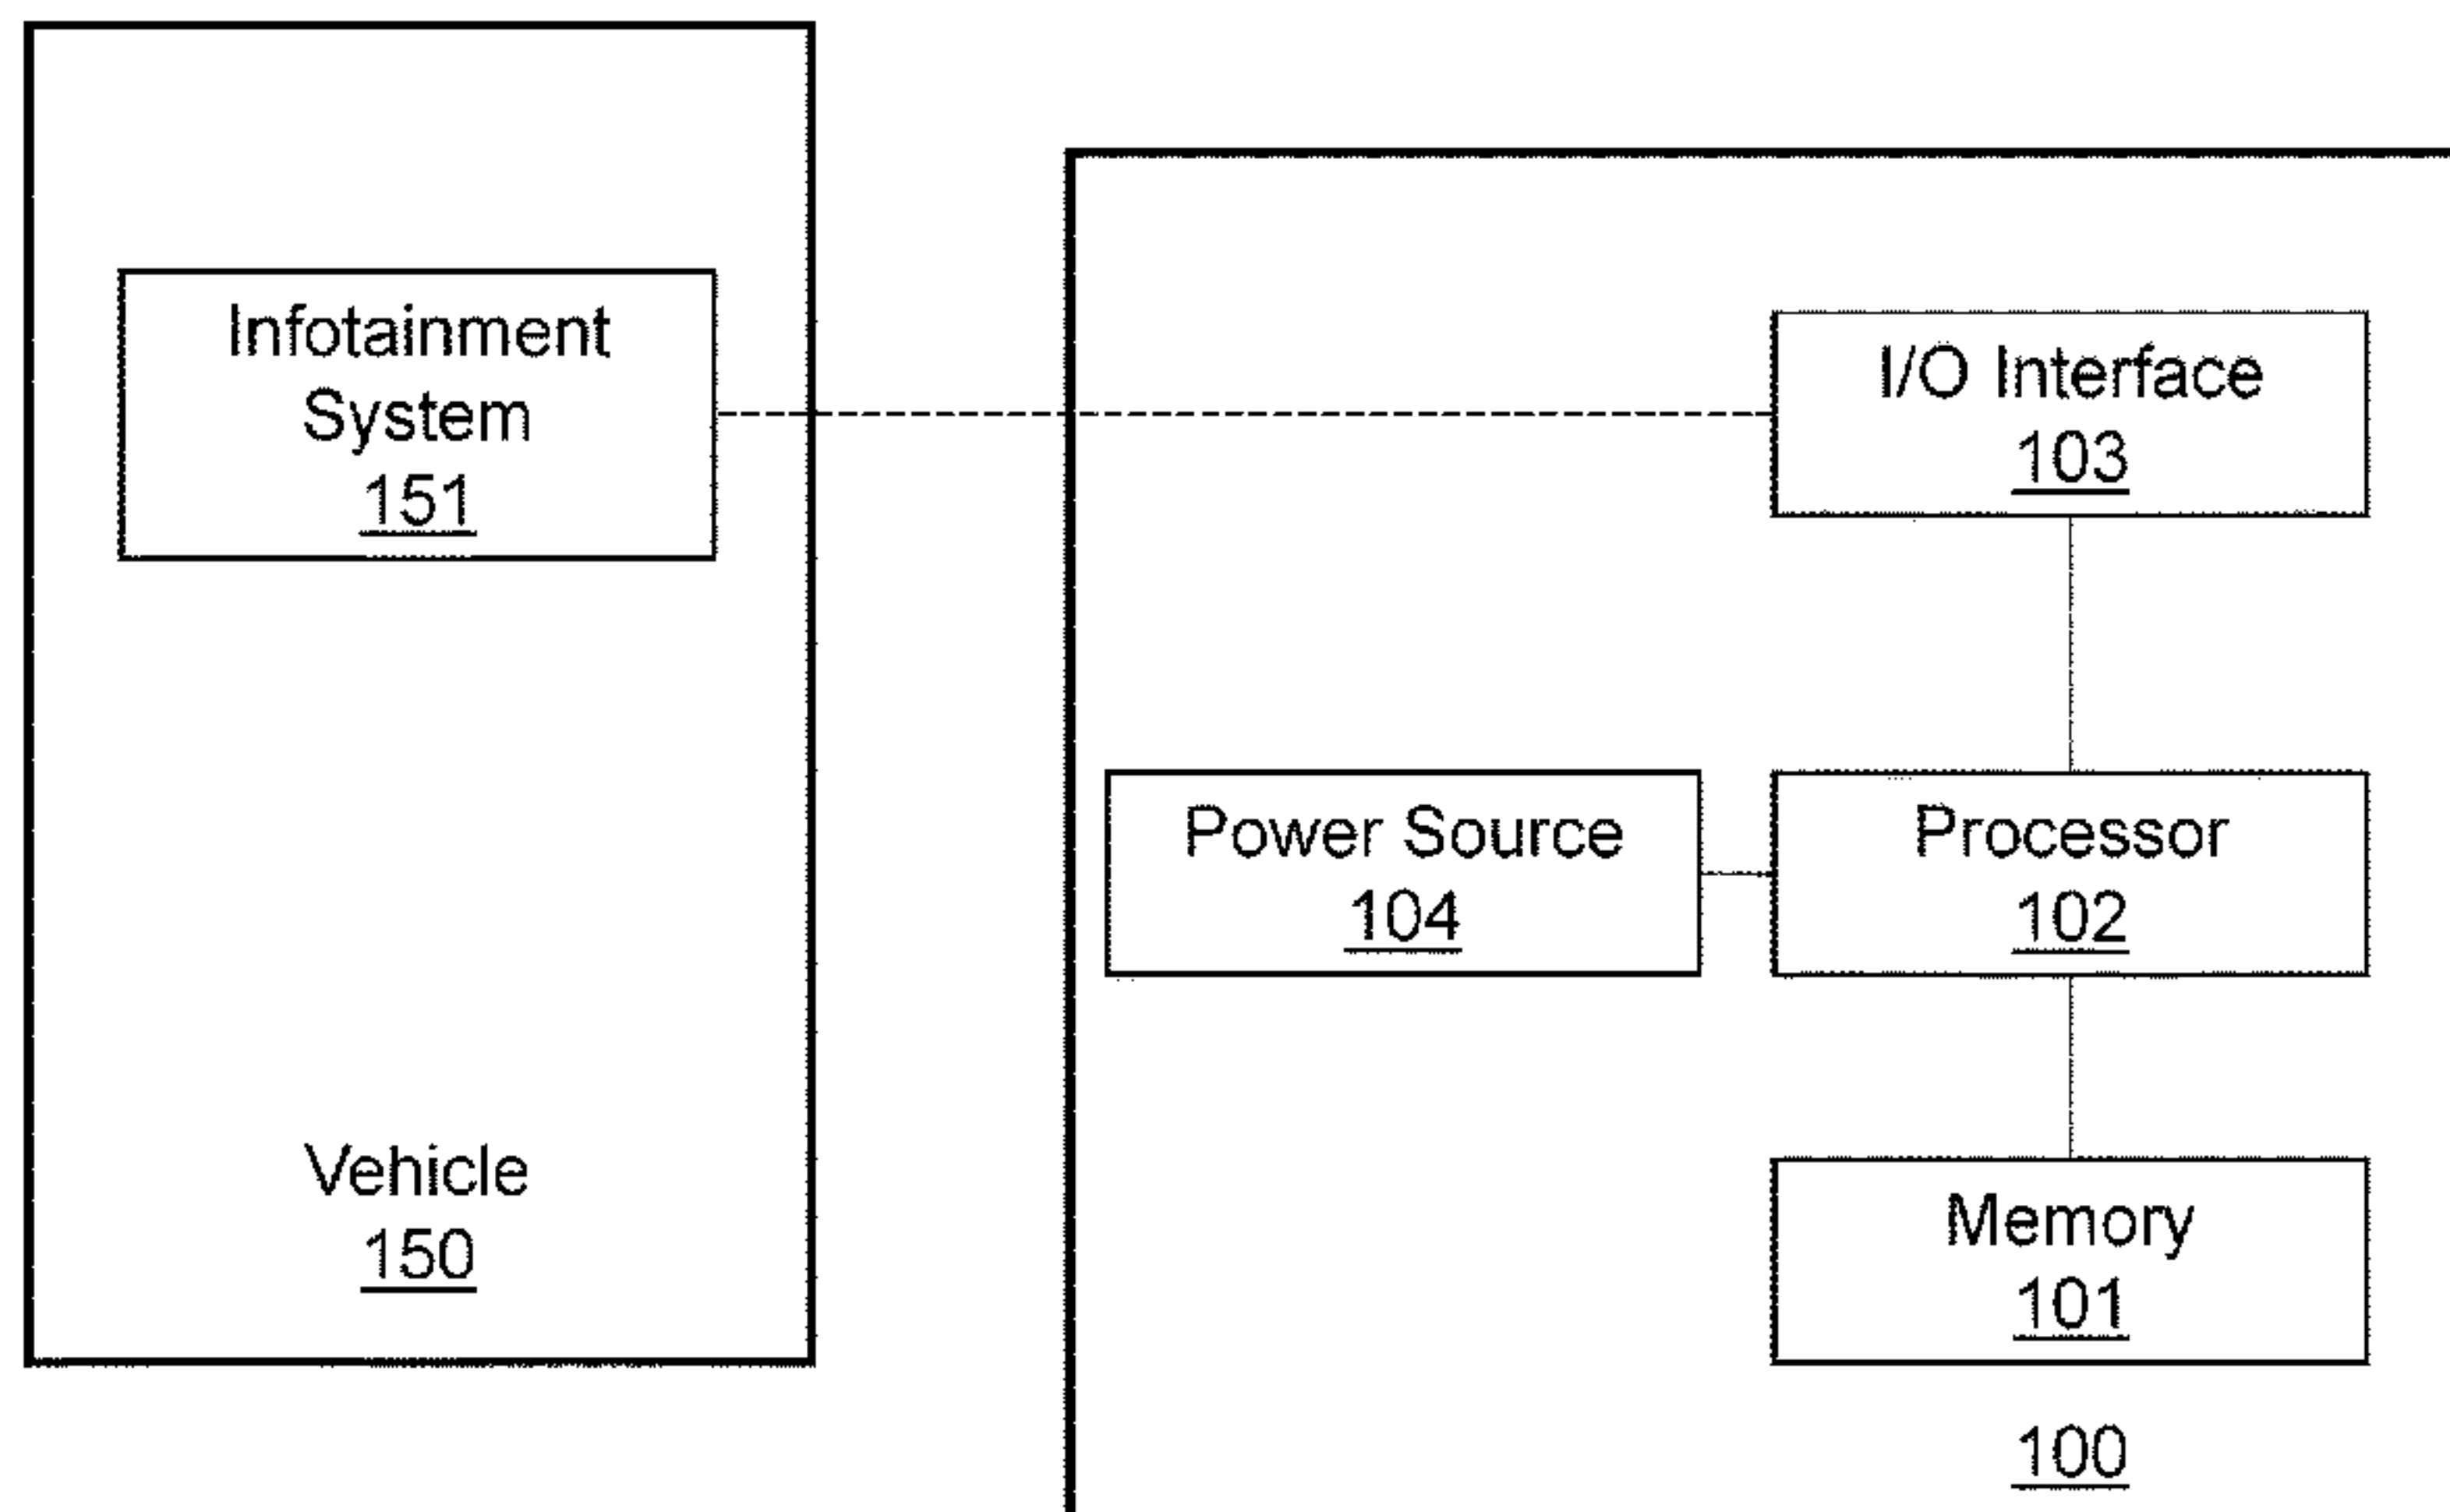 Infotainment
System
151
Vehicle
150
I/O Interface
103
Power Source
104
Processor
102
Memory
101
100